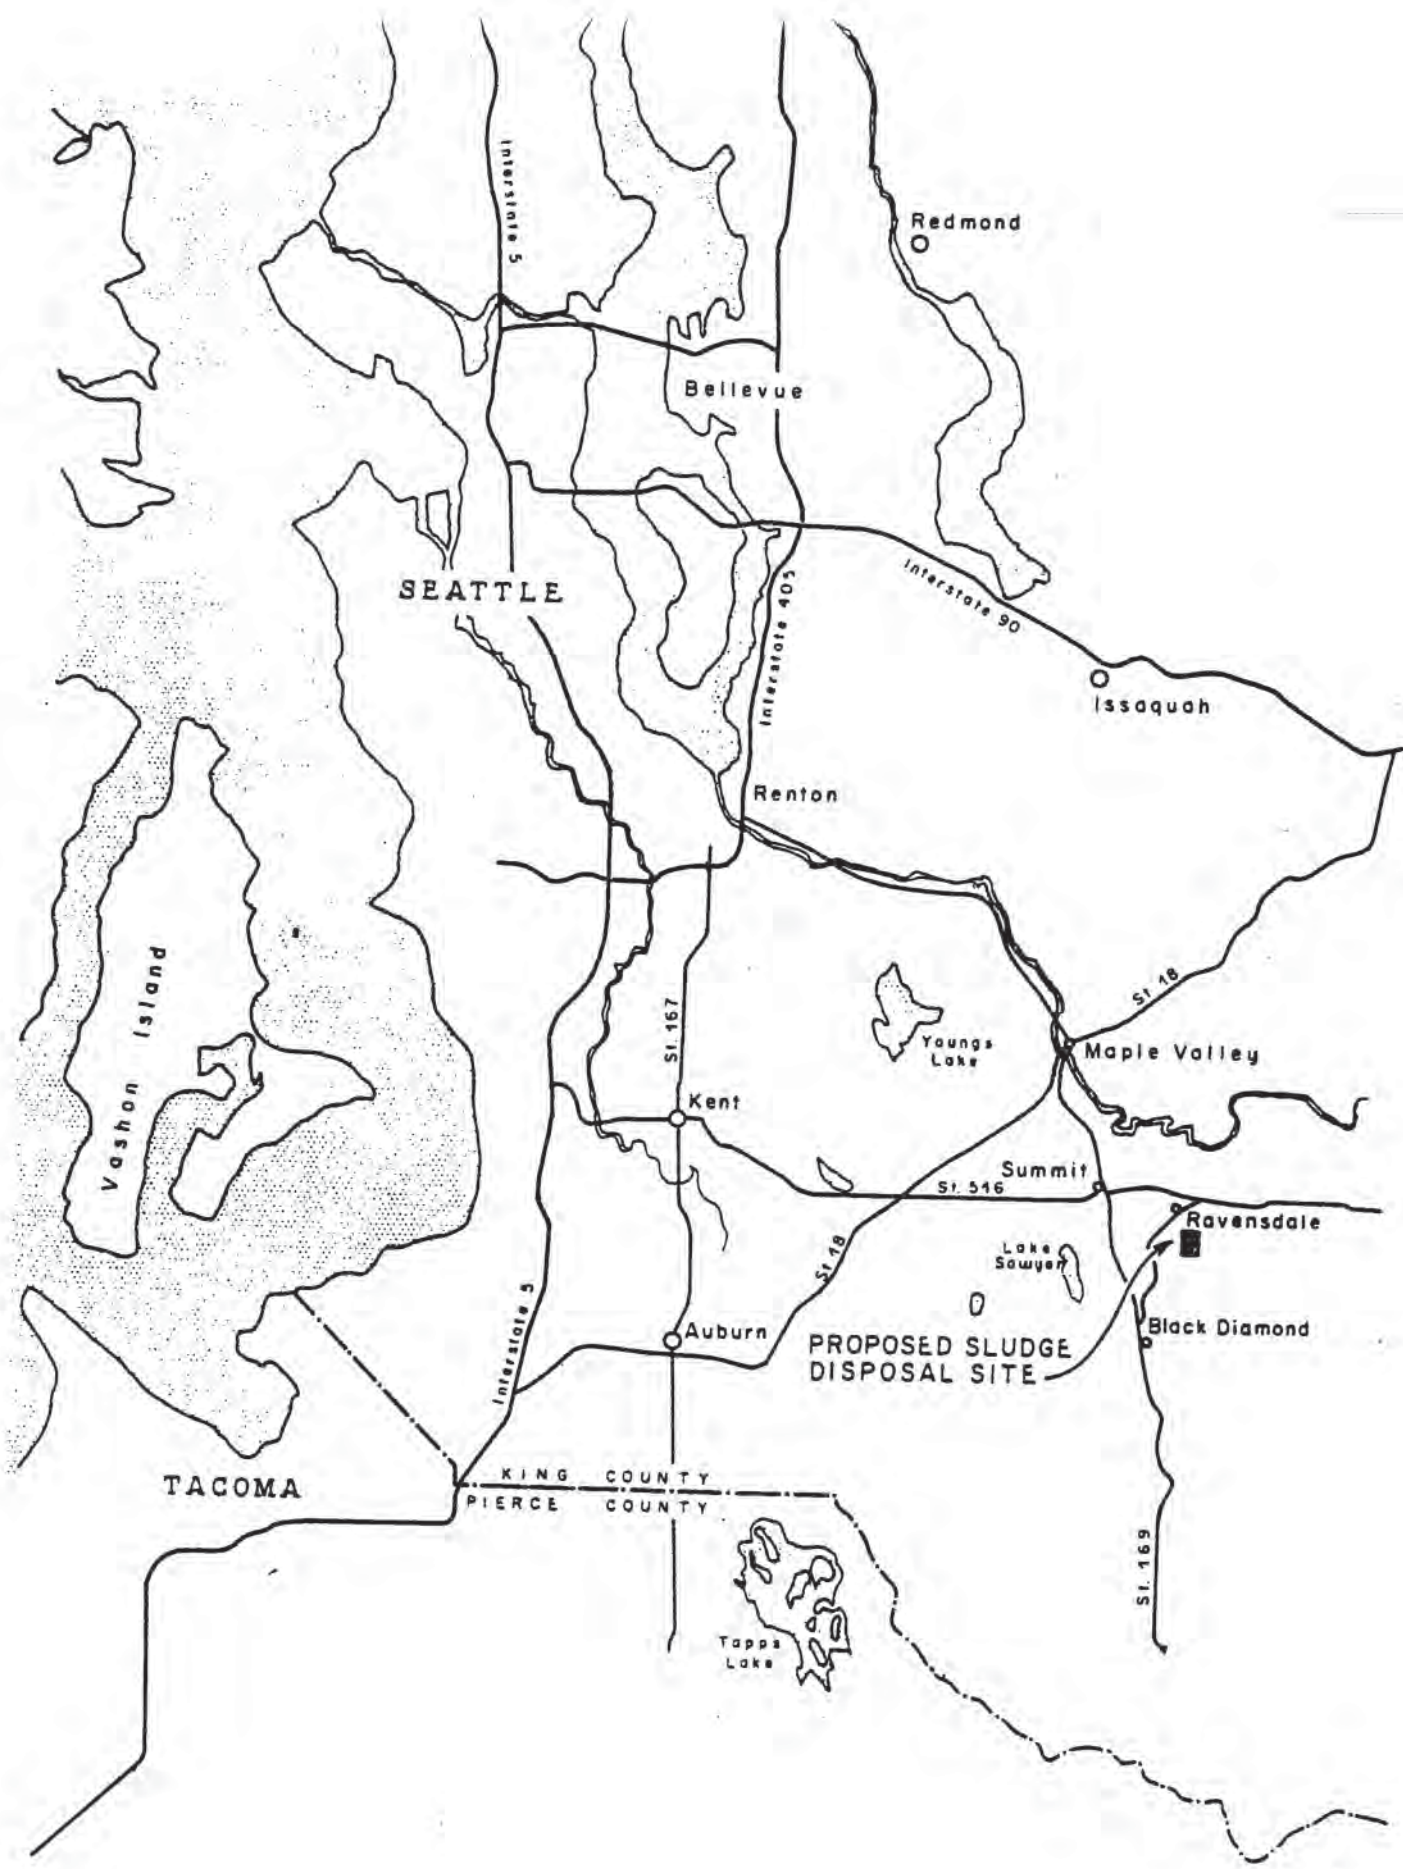 Interstate 5
Redmond
Bellevue
SEATTLE
Interstate 405
Interstate 90
Issaquah
Renton
Vashon Island
St. 167
Youngs
Lake
St. 18
Maple Valley
Kent
Summit
St. 516
Ravensdale
Lake
Sawyer
St. 18
Interstate 5
Auburn
PROPOSED SLUDGE
DISPOSAL SITE
Black Diamond
TACOMA
KING COUNTY
PIERCE COUNTY
St. 169
Tapps
Lake